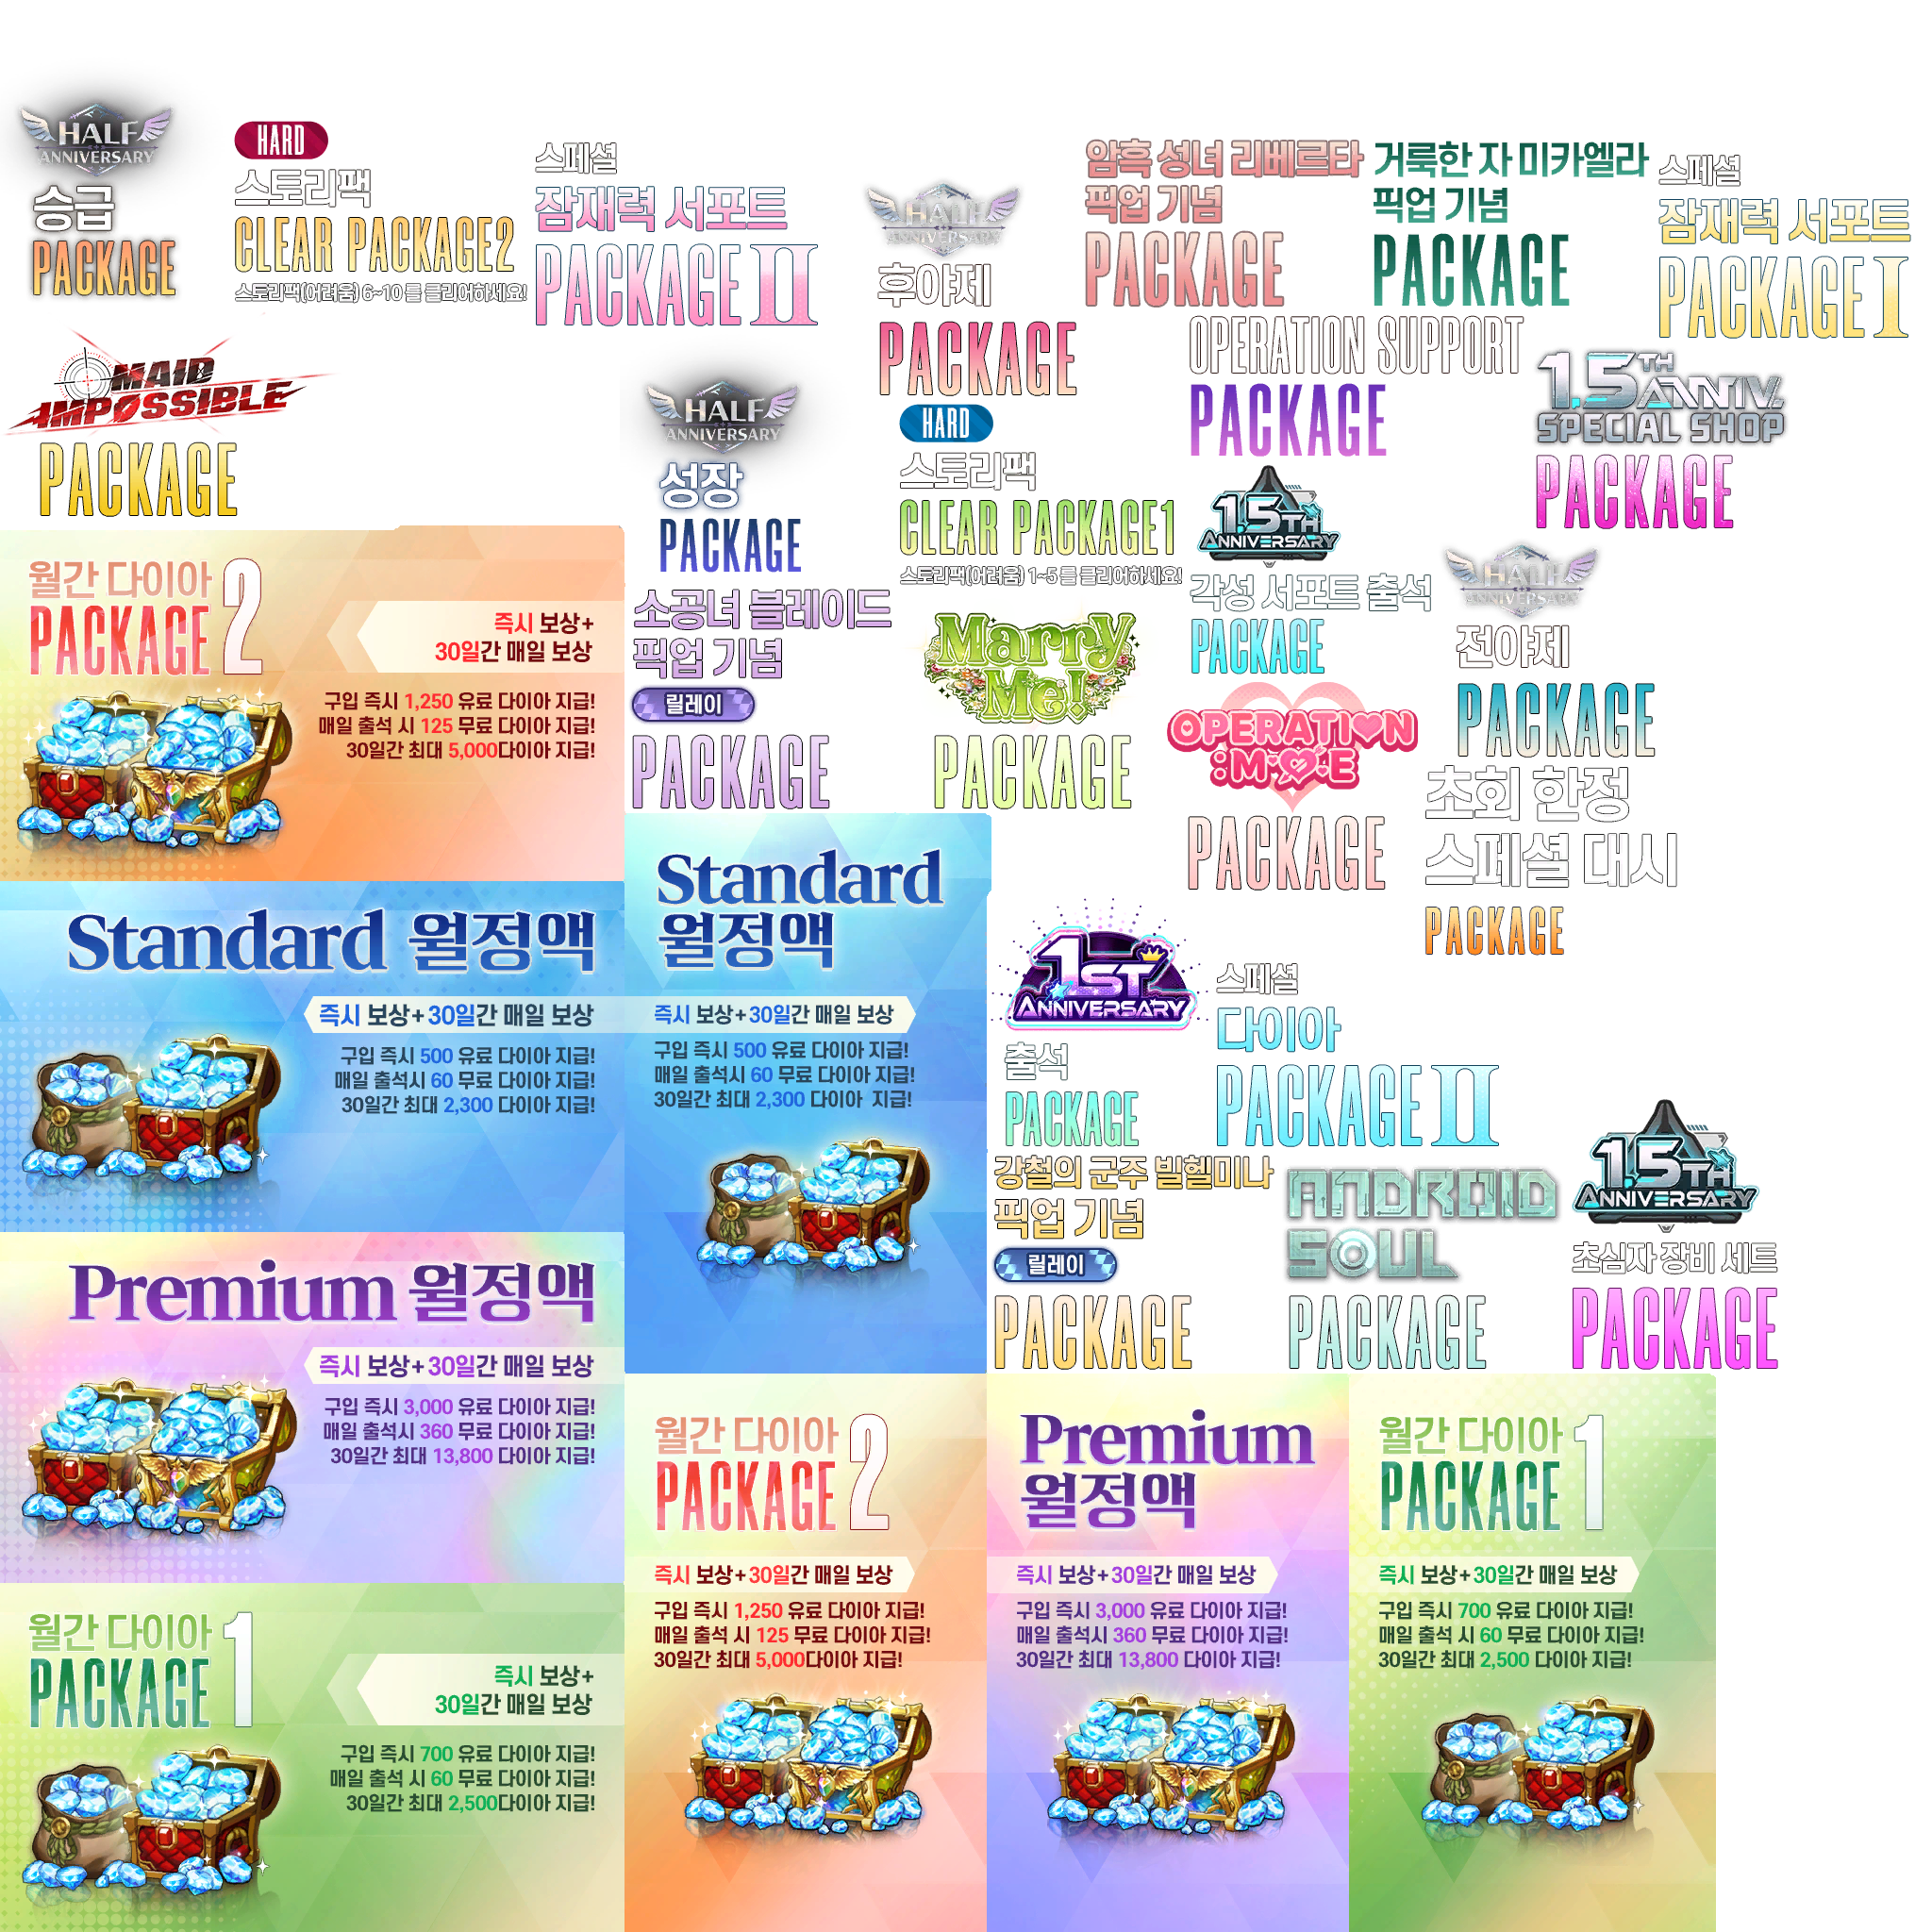 HALF
ANNIVERSARY
승급
PACKAGE
HARD
스토리팩
CLEAR PACKAGE2
스토리팩(어려움) 6~10 를 클리어하세요!
스페셜
잠재력 서포트
PACKAGE II
HALF
ANNIVERSARY
후야제
PACKAGE
암흑 성녀 리베르타
픽업 기념
PACKAGE
거룩한 자 미카엘라
픽업 기념
PACKAGE
스페셜
잠재력 서포트
PACKAGE I
MAID
IMPOSSIBLE
PACKAGE
HALF
ANNIVERSARY
성장
PACKAGE
HARD
스토리팩
CLEAR PACKAGE1
스토리팩(어려움) 1~5 를 클리어하세요!
OPERATION SUPPORT
PACKAGE
1.5TH
ANNIV.
SPECIAL SHOP
PACKAGE
1.5TH
ANNIVERSARY
각성 서포트 출석
PACKAGE
HALF
ANNIVERSARY
전야제
PACKAGE
소공녀 블레이드
픽업 기념
릴레이
PACKAGE
Marry
Me!
PACKAGE
OPERATION
:MOE
PACKAGE
초회 한정
스페셜 대시
PACKAGE
월간 다이아
PACKAGE 2
즉시 보상+
30일간 매일 보상
구입 즉시 1,250 유료 다이아 지급!
매일 출석 시 125 무료 다이아 지급!
30일간 최대 5,000다이아 지급!
Standard 월정액
즉시 보상+30일간 매일 보상
구입 즉시 500 유료 다이아 지급!
매일 출석시 60 무료 다이아 지급!
30일간 최대 2,300 다이아 지급!
Standard
월정액
즉시 보상+30일간 매일 보상
구입 즉시 500 유료 다이아 지급!
매일 출석시 60 무료 다이아 지급!
30일간 최대 2,300 다이아 지급!
1ST
ANNIVERSARY
출석
PACKAGE
스페셜
다이아
PACKAGE II
강철의 군주 빌헬미나
픽업 기념
릴레이
PACKAGE
ANDROID
SOUL
PACKAGE
1.5TH
ANNIVERSARY
초심자 장비 세트
PACKAGE
Premium 월정액
즉시 보상+30일간 매일 보상
구입 즉시 3,000 유료 다이아 지급!
매일 출석시 360 무료 다이아 지급!
30일간 최대 13,800 다이아 지급!
월간 다이아
PACKAGE 1
즉시 보상+
30일간 매일 보상
구입 즉시 700 유료 다이아 지급!
매일 출석 시 60 무료 다이아 지급!
30일간 최대 2,500다이아 지급!
월간 다이아
PACKAGE 2
즉시 보상+30일간 매일 보상
구입 즉시 1,250 유료 다이아 지급!
매일 출석 시 125 무료 다이아 지급!
30일간 최대 5,000다이아 지급!
Premium
월정액
즉시 보상+30일간 매일 보상
구입 즉시 3,000 유료 다이아 지급!
매일 출석시 360 무료 다이아 지급!
30일간 최대 13,800 다이아 지급!
월간 다이아
PACKAGE 1
즉시 보상+30일간 매일 보상
구입 즉시 700 유료 다이아 지급!
매일 출석 시 60 무료 다이아 지급!
30일간 최대 2,500 다이아 지급!